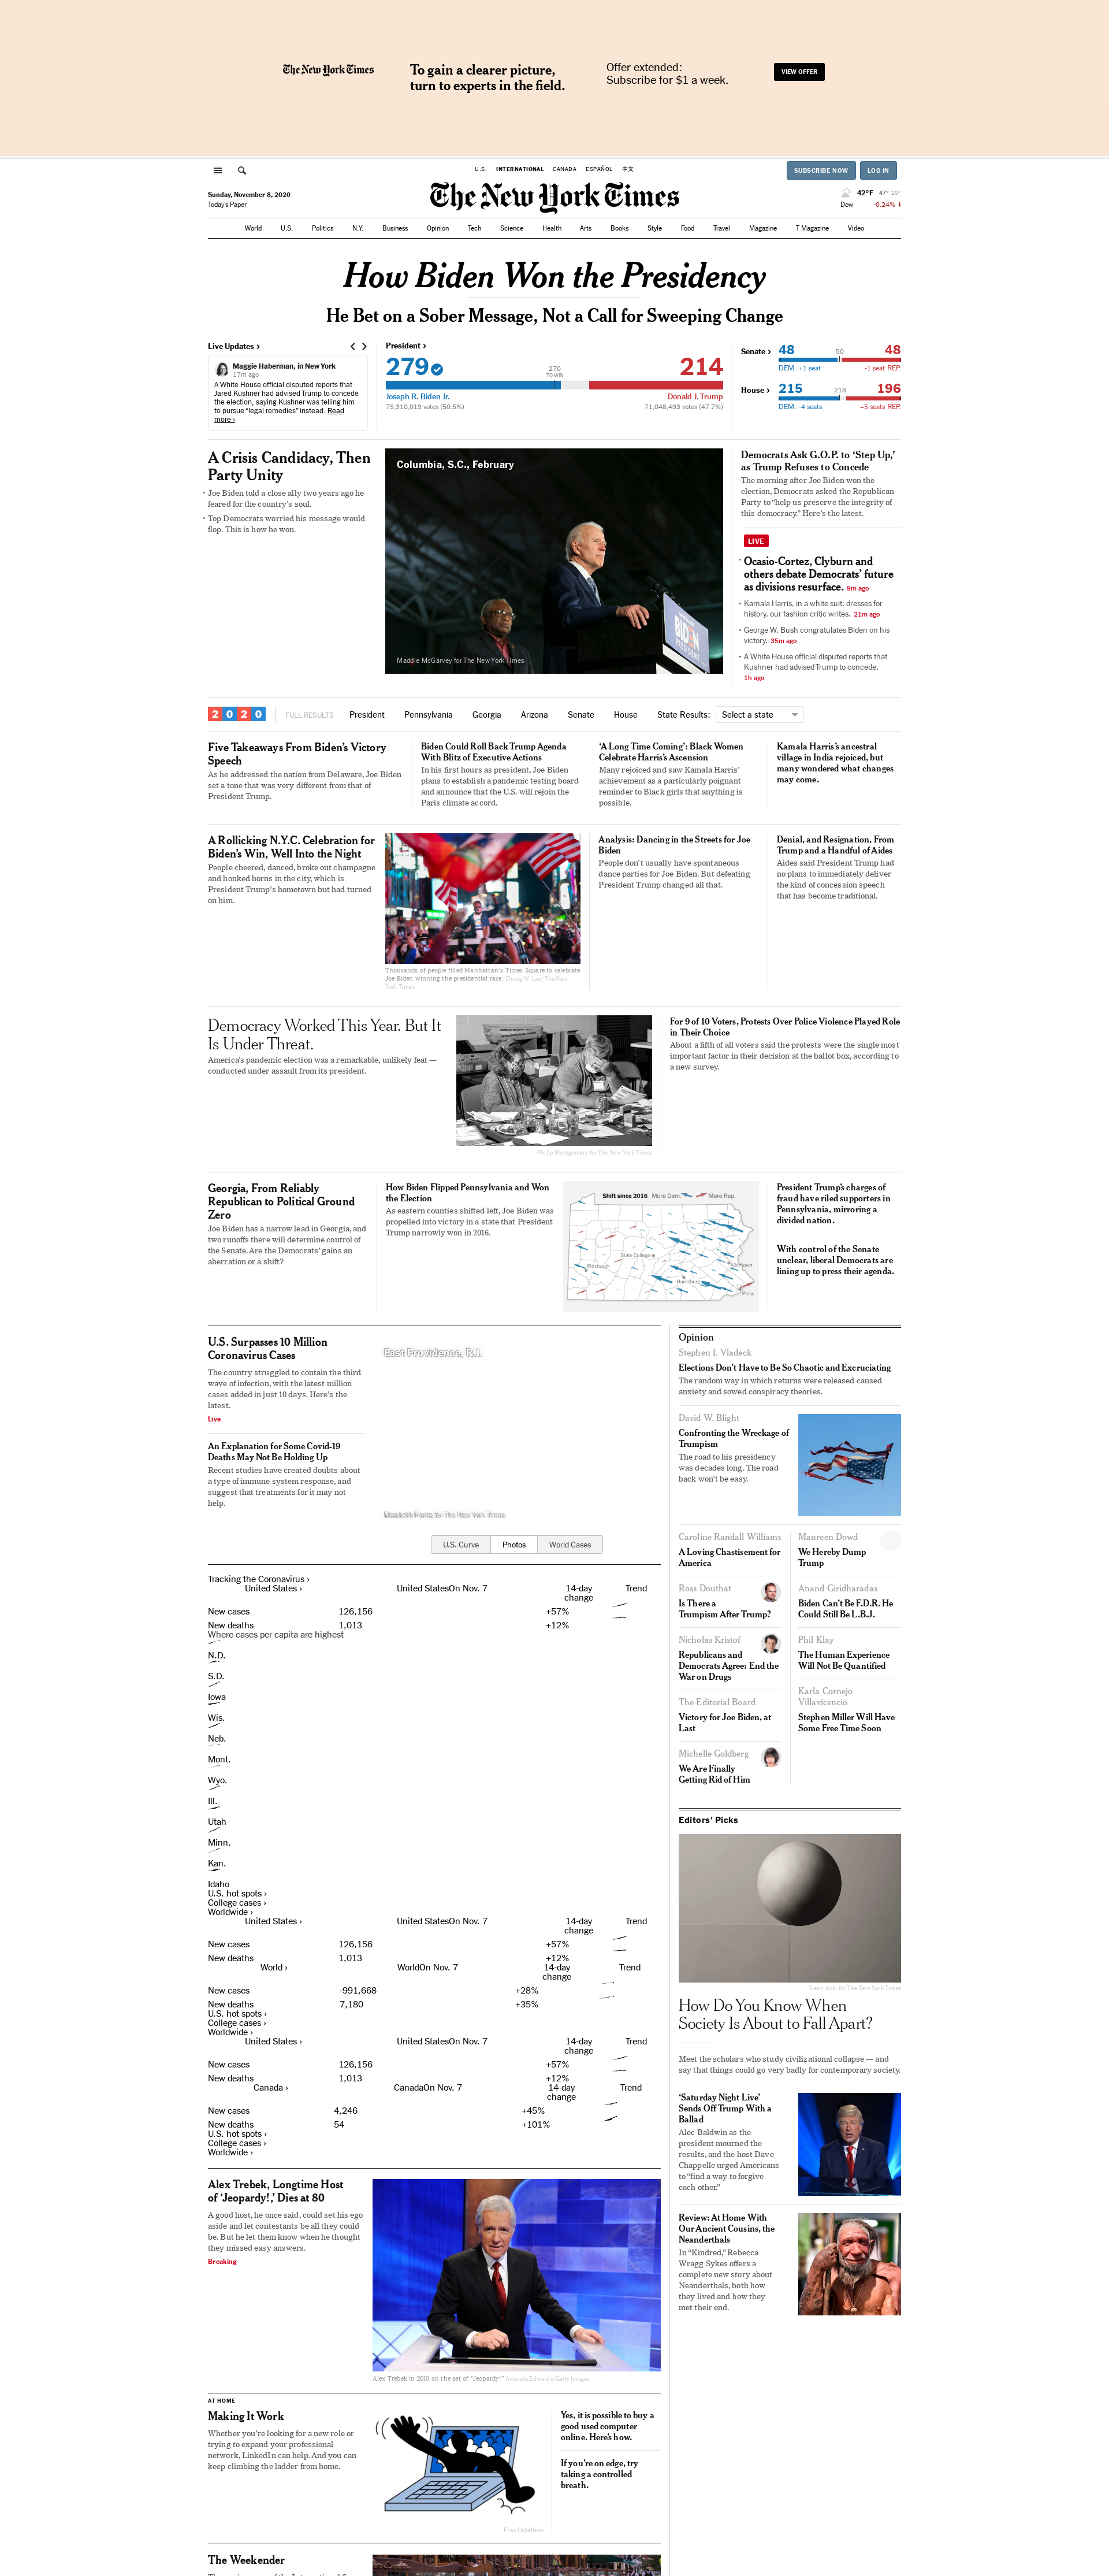 The New York Times
To gain a clearer picture,
turn to experts in the field.
Offer extended:
Subscribe for $1 a week.
VIEW OFFER
U.S. INTERNATIONAL CANADA ESPAÑOL 中文
SUBSCRIBE NOW LOG IN
Sunday, November 8, 2020
Today's Paper
The New York Times
42°F 47° 20°
Dow -0.24% ↓
World U.S. Politics N.Y. Business Opinion Tech Science Health Arts Books Style Food Travel Magazine T Magazine Video
How Biden Won the Presidency
He Bet on a Sober Message, Not a Call for Sweeping Change
Live Updates ›
Maggie Haberman, in New York
17m ago
A White House official disputed reports that
Jared Kushner had advised Trump to concede
the election, saying Kushner was telling him
to pursue “legal remedies” instead. Read
more ›
President ›
279 214
270
TO WIN
Joseph R. Biden Jr. Donald J. Trump
75,310,019 votes (50.5%) 71,048,493 votes (47.7%)
Senate › 48 50 48
DEM. +1 seat -1 seat REP.
House › 215 218 196
DEM. -4 seats +5 seats REP.
A Crisis Candidacy, Then
Party Unity
• Joe Biden told a close ally two years ago he
feared for the country's soul.
• Top Democrats worried his message would
flop. This is how he won.
Columbia, S.C., February
BIDEN
Maddie McGarvey for The New York Times
Democrats Ask G.O.P. to ‘Step Up,’
as Trump Refuses to Concede
The morning after Joe Biden won the
election, Democrats asked the Republican
Party to “help us preserve the integrity of
this democracy.” Here's the latest.
LIVE
• Ocasio-Cortez, Clyburn and
others debate Democrats’ future
as divisions resurface. 9m ago
• Kamala Harris, in a white suit, dresses for
history, our fashion critic writes. 21m ago
• George W. Bush congratulates Biden on his
victory. 35m ago
• A White House official disputed reports that
Kushner had advised Trump to concede.
1h ago
2020 FULL RESULTS President Pennsylvania Georgia Arizona Senate House State Results: Select a state
Five Takeaways From Biden’s Victory
Speech
As he addressed the nation from Delaware, Joe Biden
set a tone that was very different from that of
President Trump.
Biden Could Roll Back Trump Agenda
With Blitz of Executive Actions
In his first hours as president, Joe Biden
plans to establish a pandemic testing board
and announce that the U.S. will rejoin the
Paris climate accord.
‘A Long Time Coming’: Black Women
Celebrate Harris’s Ascension
Many rejoiced and saw Kamala Harris’
achievement as a particularly poignant
reminder to Black girls that anything is
possible.
Kamala Harris’s ancestral
village in India rejoiced, but
many wondered what changes
may come.
A Rollicking N.Y.C. Celebration for
Biden’s Win, Well Into the Night
People cheered, danced, broke out champagne
and honked horns in the city, which is
President Trump's hometown but had turned
on him.
Thousands of people filled Manhattan's Times Square to celebrate
Joe Biden winning the presidential race. Chang W. Lee/The New
York Times
Analysis: Dancing in the Streets for Joe
Biden
People don't usually have spontaneous
dance parties for Joe Biden. But defeating
President Trump changed all that.
Denial, and Resignation, From
Trump and a Handful of Aides
Aides said President Trump had
no plans to immediately deliver
the kind of concession speech
that has become traditional.
Democracy Worked This Year. But It
Is Under Threat.
America's pandemic election was a remarkable, unlikely feat —
conducted under assault from its president.
Philip Montgomery for The New York Times
For 9 of 10 Voters, Protests Over Police Violence Played Role
in Their Choice
About a fifth of all voters said the protests were the single most
important factor in their decision at the ballot box, according to
a new survey.
Georgia, From Reliably
Republican to Political Ground
Zero
Joe Biden has a narrow lead in Georgia, and
two runoffs there will determine control of
the Senate. Are the Democrats’ gains an
aberration or a shift?
How Biden Flipped Pennsylvania and Won
the Election
As eastern counties shifted left, Joe Biden was
propelled into victory in a state that President
Trump narrowly won in 2016.
Shift since 2016 More Dem. More Rep.
State College
Pittsburgh
Harrisburg
Phila.
President Trump’s charges of
fraud have riled supporters in
Pennsylvania, mirroring a
divided nation.
With control of the Senate
unclear, liberal Democrats are
lining up to press their agenda.
U.S. Surpasses 10 Million
Coronavirus Cases
The country struggled to contain the third
wave of infection, with the latest million
cases added in just 10 days. Here's the
latest.
Live
An Explanation for Some Covid-19
Deaths May Not Be Holding Up
Recent studies have created doubts about
a type of immune system response, and
suggest that treatments for it may not
help.
East Providence, R.I.
Elizabeth Frantz for The New York Times
U.S. Curve Photos World Cases
Tracking the Coronavirus ›
United States › United StatesOn Nov. 7 14-day
change Trend
New cases 126,156 +57%
New deaths 1,013 +12%
Where cases per capita are highest
N.D.
S.D.
Iowa
Wis.
Neb.
Mont.
Wyo.
Ill.
Utah
Minn.
Kan.
Idaho
U.S. hot spots ›
College cases ›
Worldwide ›
United States › United StatesOn Nov. 7 14-day
change Trend
New cases 126,156 +57%
New deaths 1,013 +12%
World › WorldOn Nov. 7 14-day
change Trend
New cases -991,668 +28%
New deaths 7,180 +35%
U.S. hot spots ›
College cases ›
Worldwide ›
United States › United StatesOn Nov. 7 14-day
change Trend
New cases 126,156 +57%
New deaths 1,013 +12%
Canada › CanadaOn Nov. 7 14-day
change Trend
New cases 4,246 +45%
New deaths 54 +101%
U.S. hot spots ›
College cases ›
Worldwide ›
Alex Trebek, Longtime Host
of ‘Jeopardy!,’ Dies at 80
A good host, he once said, could set his ego
aside and let contestants be all they could
be. But he let them know when he thought
they missed easy answers.
Breaking
Alex Trebek in 2010 on the set of “Jeopardy!” Amanda Edwards/Getty Images
AT HOME
Making It Work
Whether you're looking for a new role or
trying to expand your professional
network, LinkedIn can help. And you can
keep climbing the ladder from home.
Fran Caballero
Yes, it is possible to buy a
good used computer
online. Here’s how.
If you’re on edge, try
taking a controlled
breath.
The Weekender
Opinion
Stephen I. Vladeck
Elections Don’t Have to Be So Chaotic and Excruciating
The random way in which returns were released caused
anxiety and sowed conspiracy theories.
David W. Blight
Confronting the Wreckage of
Trumpism
The road to his presidency
was decades long. The road
back won't be easy.
Caroline Randall Williams
A Loving Chastisement for
America
Maureen Dowd
We Hereby Dump
Trump
Ross Douthat
Is There a
Trumpism After Trump?
Anand Giridharadas
Biden Can’t Be F.D.R. He
Could Still Be L.B.J.
Nicholas Kristof
Republicans and
Democrats Agree: End the
War on Drugs
Phil Klay
The Human Experience
Will Not Be Quantified
The Editorial Board
Victory for Joe Biden, at
Last
Karla Cornejo
Villavicencio
Stephen Miller Will Have
Some Free Time Soon
Michelle Goldberg
We Are Finally
Getting Rid of Him
Editors’ Picks
Kenji Aoki for The New York Times
How Do You Know When
Society Is About to Fall Apart?
Meet the scholars who study civilizational collapse — and
say that things could go very badly for contemporary society.
‘Saturday Night Live’
Sends Off Trump With a
Ballad
Alec Baldwin as the
president mourned the
results, and the host Dave
Chappelle urged Americans
to “find a way to forgive
each other.”
Review: At Home With
Our Ancient Cousins, the
Neanderthals
In “Kindred,” Rebecca
Wragg Sykes offers a
complete new story about
Neanderthals, both how
they lived and how they
met their end.